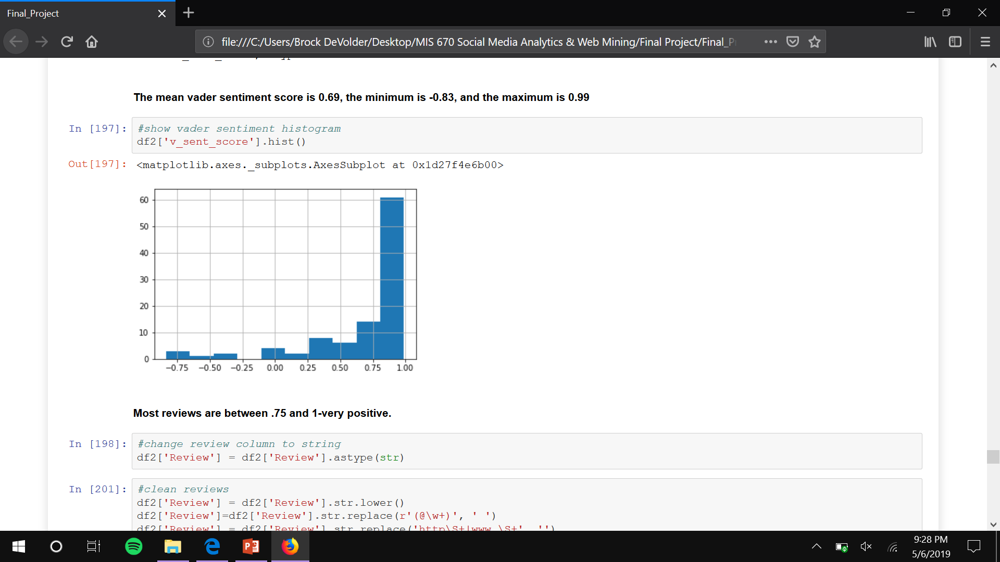 Final_Project
file:///C:/Users/Brock DeVolder/Desktop/MIS 670 Social Media Analytics & Web Mining/Final Project/Final_P
The mean vader sentiment score is 0.69, the minimum is -0.83, and the maximum is 0.99
In [197]:
#show vader sentiment histogram
df2['v_sent_score'].hist()
Out[197]:
<matplotlib.axes._subplots.AxesSubplot at 0x1d27f4e6b00>
60
50
40
30
20
10
0
−0.75 −0.50 −0.25 0.00 0.25 0.50 0.75 1.00
Most reviews are between .75 and 1-very positive.
In [198]:
#change review column to string
df2['Review'] = df2['Review'].astype(str)
In [201]:
#clean reviews
df2['Review'] = df2['Review'].str.lower()
df2['Review']=df2['Review'].str.replace(r'(@\w+)', ' ')
df2['Review'] = df2['Review'].str.replace('http\S+|www.\S+', '')
9:28 PM
5/6/2019